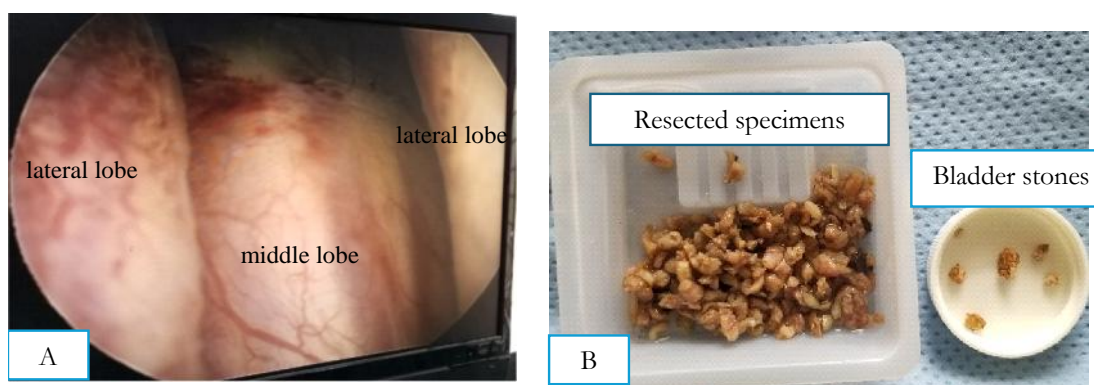 lateral lobe
middle lobe
lateral lobe
A
Resected specimens
Bladder stones
B